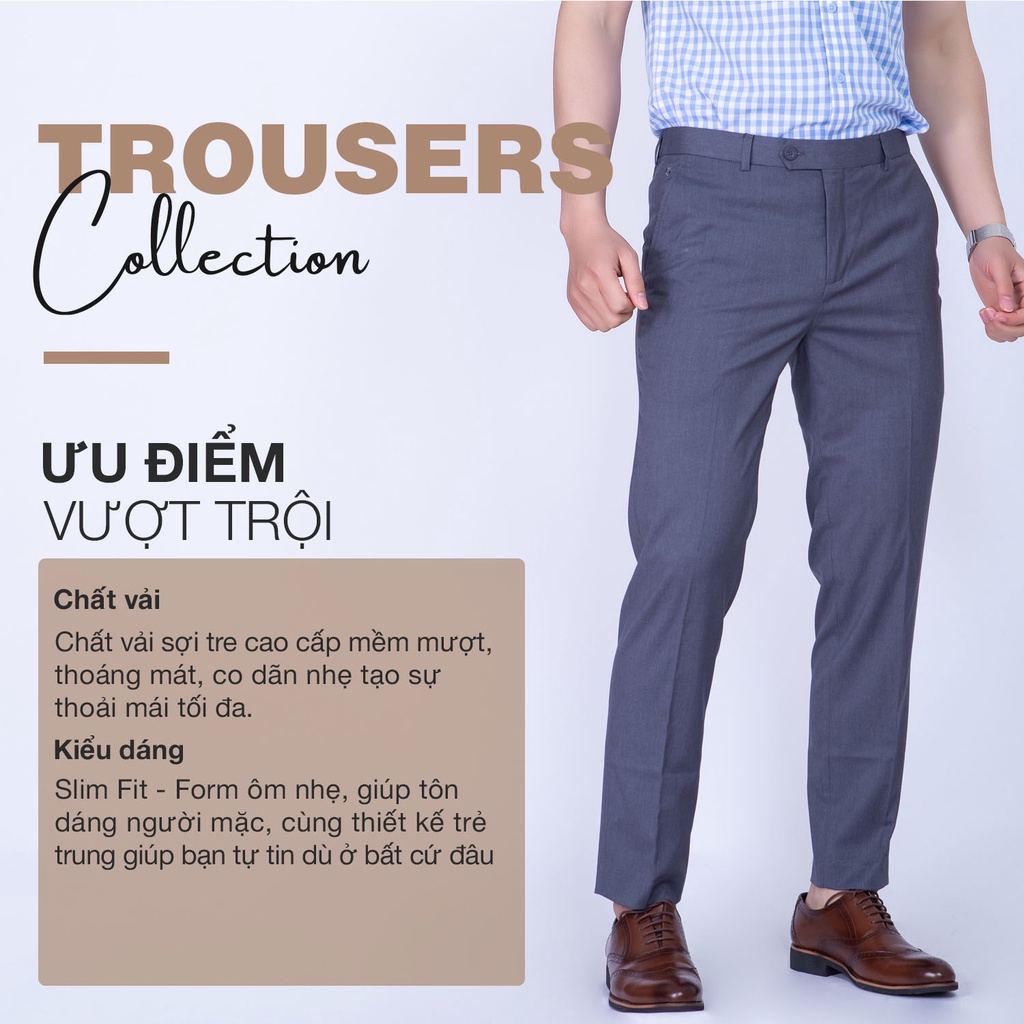 TROUSERS
Collection
ƯU ĐIỂM
VƯỢT TRỘI
Chất vải
Chất vải sợi tre cao cấp mềm mượt,
thoáng mát, co dãn nhẹ tạo sự
thoải mái tối đa.
Kiểu dáng
Slim Fit - Form ôm nhẹ, giúp tôn
dáng người mặc, cùng thiết kế trẻ
trung giúp bạn tự tin dù ở bất cứ đâu